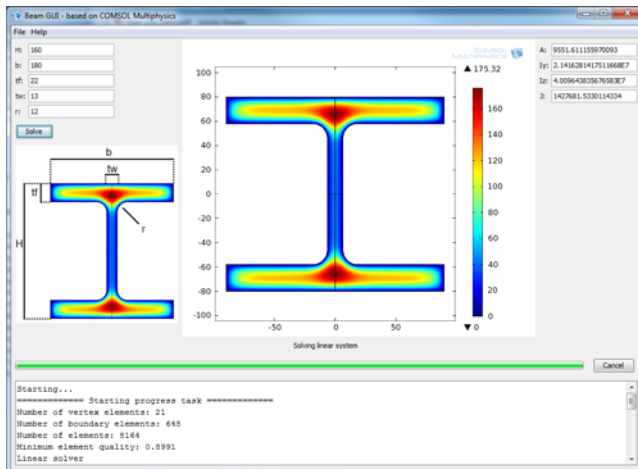 Beam GUI - based on COMSOL Multiphysics
File Help
H: 160
b: 180
tf: 22
tw: 13
r: 12
Solve
b
tw
tf
r
H
COMSOL
MULTIPHYSICS
▲ 175.32
100
80
60
40
20
0
-20
-40
-60
-80
-100
-50
0
50
160
140
120
100
80
60
40
20
0
▼ 0
A: 9551.611155970093
Iy: 2.1416281417511668E7
Iz: 4.009643835676583E7
J: 1427681.5330114334
Solving linear system
Cancel
Starting...
============= Starting progress task =============
Number of vertex elements: 21
Number of boundary elements: 648
Number of elements: 8164
Minimum element quality: 0.8991
Linear solver